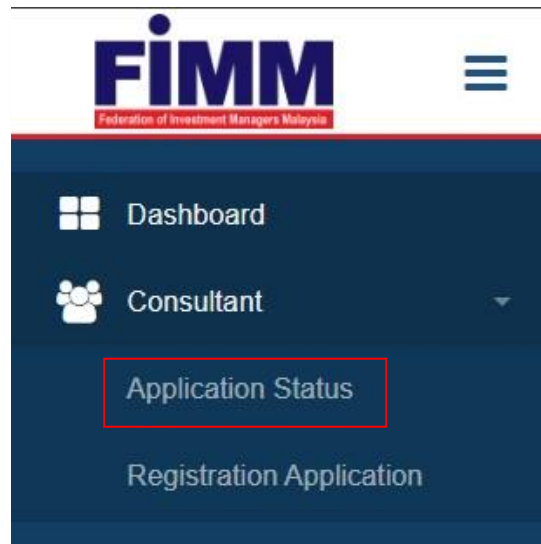 FiMM
Federation of Investment Managers Malaysia
Dashboard
Consultant
Application Status
Registration Application